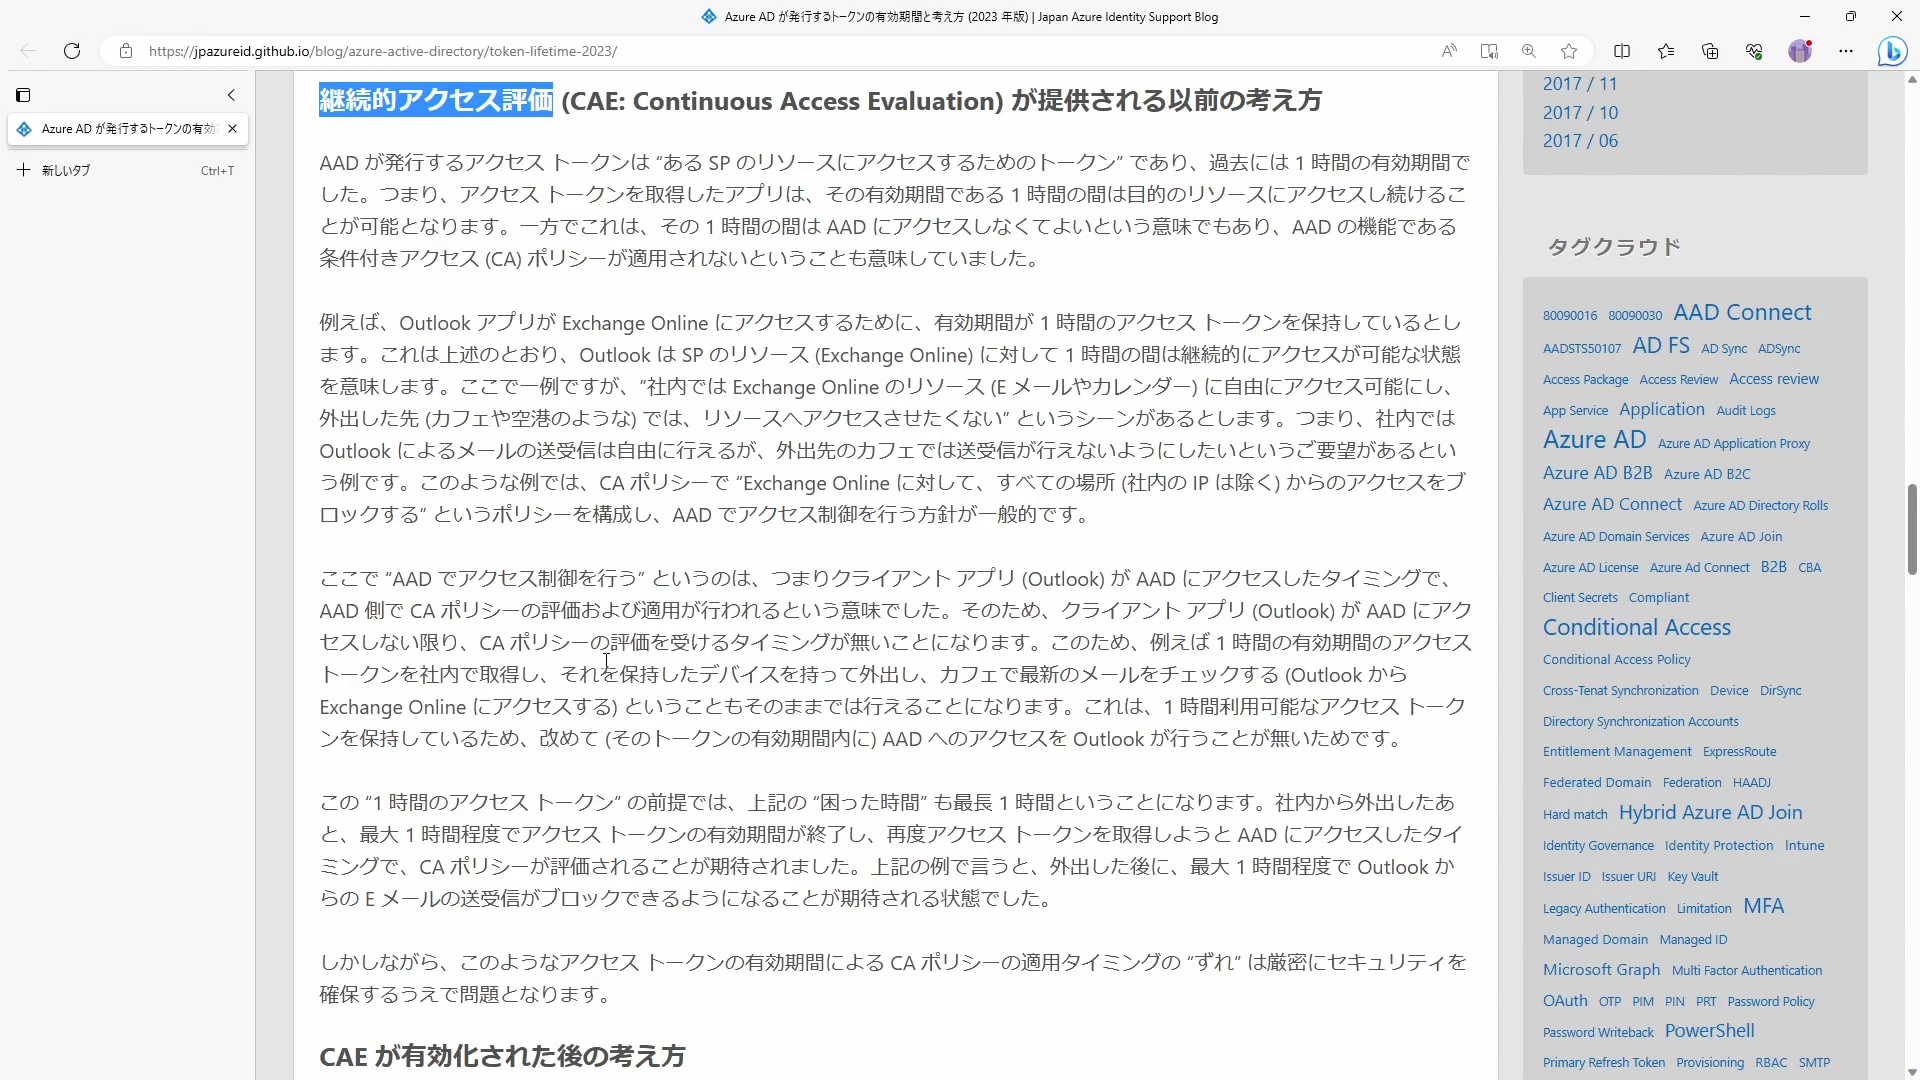 Azure AD が発行するトークンの有効期間と考え方 (2023 年版) | Japan Azure Identity Support Blog
https://jpazureid.github.io/blog/azure-active-directory/token-lifetime-2023/
Azure AD が発行するトークンの有効
新しいタブ Ctrl+T
継続的アクセス評価 (CAE: Continuous Access Evaluation) が提供される以前の考え方
AAD が発行するアクセス トークンは “ある SP のリソースにアクセスするためのトークン” であり、過去には 1 時間の有効期間で
した。つまり、アクセス トークンを取得したアプリは、その有効期間である 1 時間の間は目的のリソースにアクセスし続けるこ
とが可能となります。一方でこれは、その 1 時間の間は AAD にアクセスしなくてよいという意味でもあり、AAD の機能である
条件付きアクセス (CA) ポリシーが適用されないということも意味していました。
例えば、Outlook アプリが Exchange Online にアクセスするために、有効期間が 1 時間のアクセス トークンを保持しているとし
ます。これは上述のとおり、Outlook は SP のリソース (Exchange Online) に対して 1 時間の間は継続的にアクセスが可能な状態
を意味します。ここで一例ですが、“社内では Exchange Online のリソース (E メールやカレンダー) に自由にアクセス可能にし、
外出した先 (カフェや空港のような) では、リソースへアクセスさせたくない” というシーンがあるとします。つまり、社内では
Outlook によるメールの送受信は自由に行えるが、外出先のカフェでは送受信が行えないようにしたいというご要望があるとい
う例です。このような例では、CA ポリシーで “Exchange Online に対して、すべての場所 (社内の IP は除く) からのアクセスをブ
ロックする” というポリシーを構成し、AAD でアクセス制御を行う方針が一般的です。
ここで “AAD でアクセス制御を行う” というのは、つまりクライアント アプリ (Outlook) が AAD にアクセスしたタイミングで、
AAD 側で CA ポリシーの評価および適用が行われるという意味でした。そのため、クライアント アプリ (Outlook) が AAD にアク
セスしない限り、CA ポリシーの評価を受けるタイミングが無いことになります。このため、例えば 1 時間の有効期間のアクセス
トークンを社内で取得し、それを保持したデバイスを持って外出し、カフェで最新のメールをチェックする (Outlook から
Exchange Online にアクセスする) ということもそのままでは行えることになります。これは、1 時間利用可能なアクセス トーク
ンを保持しているため、改めて (そのトークンの有効期間内に) AAD へのアクセスを Outlook が行うことが無いためです。
この “1 時間のアクセス トークン” の前提では、上記の “困った時間” も最長 1 時間ということになります。社内から外出したあ
と、最大 1 時間程度でアクセス トークンの有効期間が終了し、再度アクセス トークンを取得しようと AAD にアクセスしたタイ
ミングで、CA ポリシーが評価されることが期待されました。上記の例で言うと、外出した後に、最大 1 時間程度で Outlook か
らの E メールの送受信がブロックできるようになることが期待される状態でした。
しかしながら、このようなアクセス トークンの有効期間による CA ポリシーの適用タイミングの “ずれ” は厳密にセキュリティを
確保するうえで問題となります。
CAE が有効化された後の考え方
2017 / 11
2017 / 10
2017 / 06
タグクラウド
80090016 80090030 AAD Connect
AADSTS50107 AD FS AD Sync ADSync
Access Package Access Review Access review
App Service Application Audit Logs
Azure AD Azure AD Application Proxy
Azure AD B2B Azure AD B2C
Azure AD Connect Azure AD Directory Rolls
Azure AD Domain Services Azure AD Join
Azure AD License Azure Ad Connect B2B CBA
Client Secrets Compliant
Conditional Access
Conditional Access Policy
Cross-Tenat Synchronization Device DirSync
Directory Synchronization Accounts
Entitlement Management ExpressRoute
Federated Domain Federation HAADJ
Hard match Hybrid Azure AD Join
Identity Governance Identity Protection Intune
Issuer ID Issuer URI Key Vault
Legacy Authentication Limitation MFA
Managed Domain Managed ID
Microsoft Graph Multi Factor Authentication
OAuth OTP PIM PIN PRT Password Policy
Password Writeback PowerShell
Primary Refresh Token Provisioning RBAC SMTP